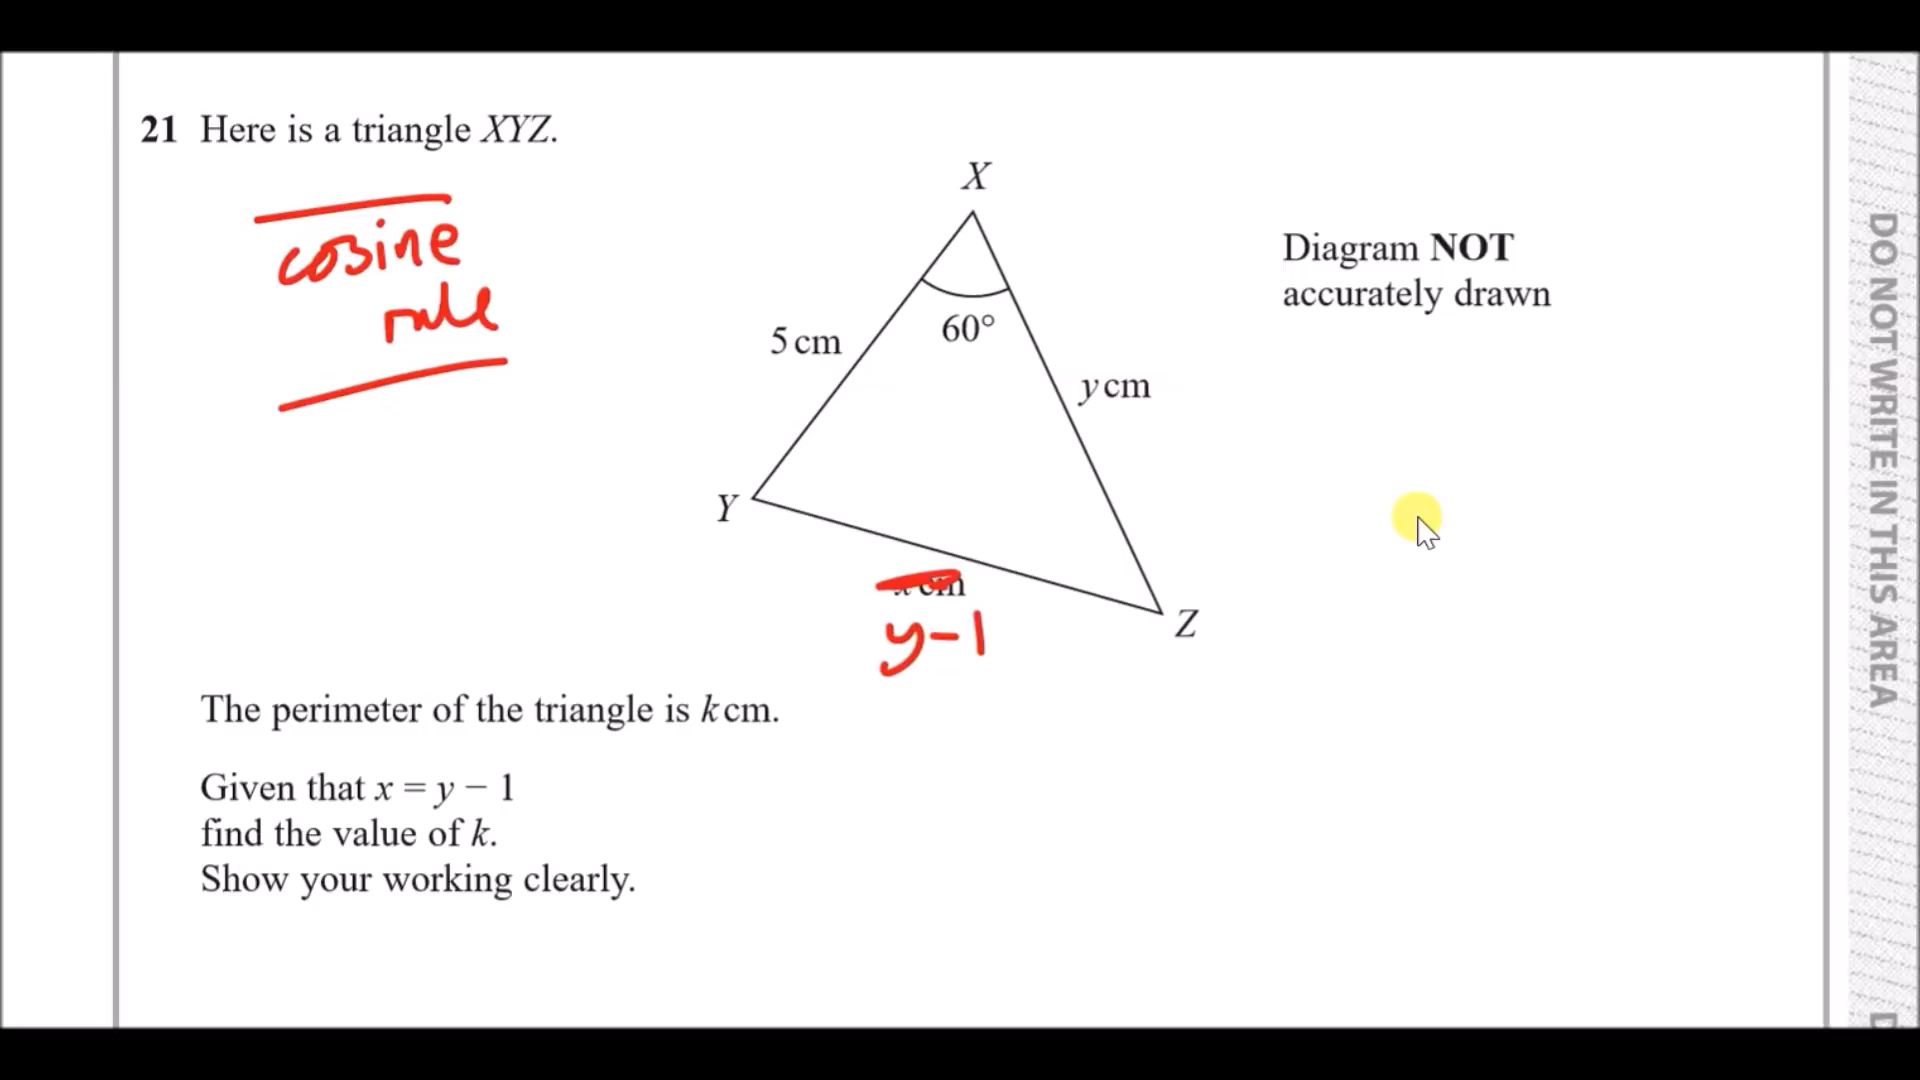 21 Here is a triangle XYZ.
cosine
rule
X
Diagram NOT
accurately drawn
60°
5 cm
y cm
Y
x cm
y-1
Z
The perimeter of the triangle is k cm.
Given that x = y − 1
find the value of k.
Show your working clearly.
DO NOT WRITE IN THIS AREA
D